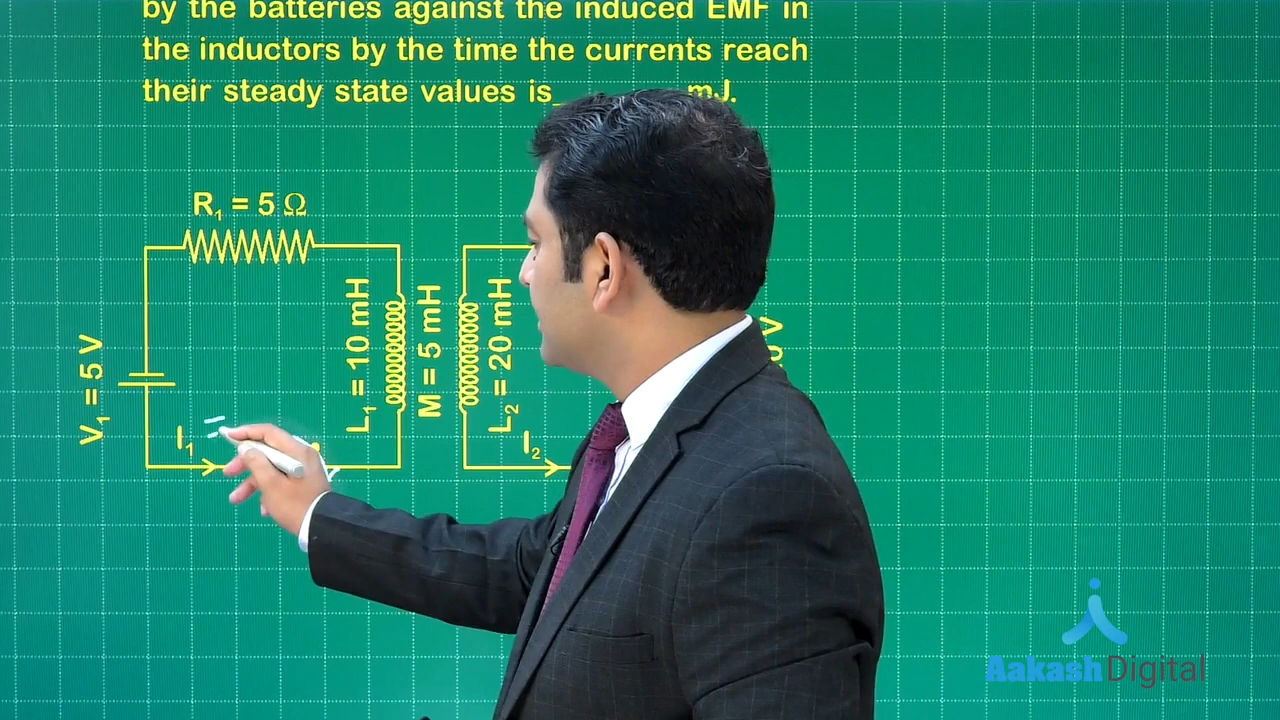 by the batteries against the induced EMF in
the inductors by the time the currents reach
their steady state values is______ mJ.
R₁ = 5 Ω
V₁ = 5 V
I₁ =
L₁ = 10 mH
M = 5 mH
L₂ = 20 mH
I₂
V
Aakash Digital